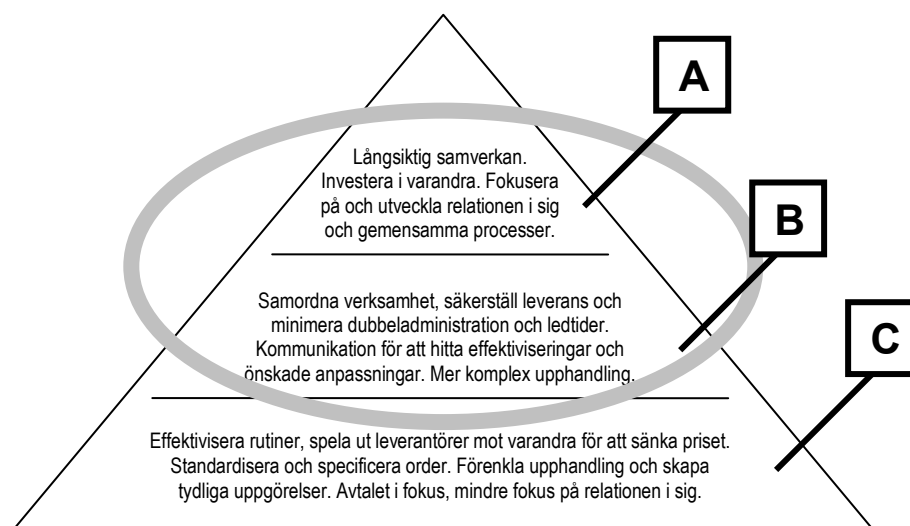 A
Långsiktig samverkan.
Investera i varandra. Fokusera
på och utveckla relationen i sig
och gemensamma processer.
B
Samordna verksamhet, säkerställ leverans och
minimera dubbeladministration och ledtider.
Kommunikation för att hitta effektiviseringar och
önskade anpassningar. Mer komplex upphandling.
C
Effektivisera rutiner, spela ut leverantörer mot varandra för att sänka priset.
Standardisera och specificera order. Förenkla upphandling och skapa
tydliga uppgörelser. Avtalet i fokus, mindre fokus på relationen i sig.